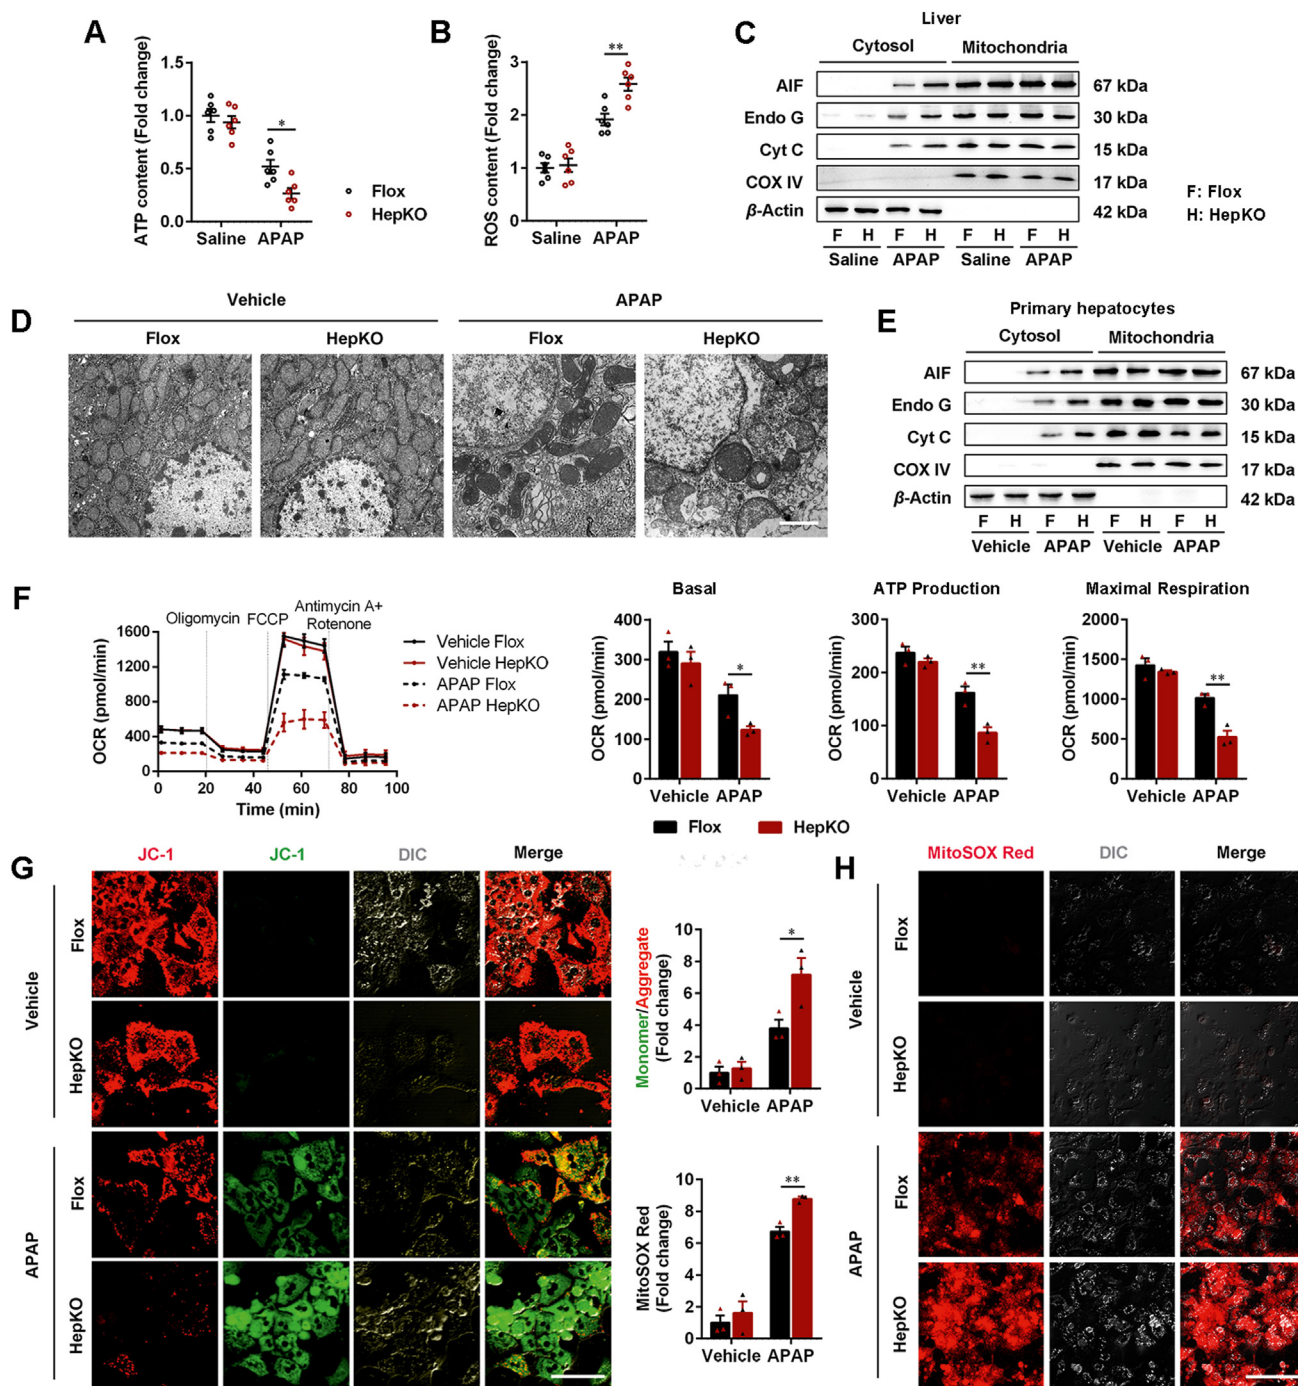 A
ATP content (Fold change)
1.5
1.0
0.5
0.0
*
Saline APAP
Flox
HepKO
B
ROS content (Fold change)
3
2
1
0
**
Saline APAP
C
Liver
Cytosol Mitochondria
AIF 67 kDa
Endo G 30 kDa
Cyt C 15 kDa
COX IV 17 kDa
β-Actin 42 kDa
F H F H F H F H
Saline APAP Saline APAP
F: Flox
H: HepKO
D
Vehicle APAP
Flox HepKO Flox HepKO
E
Primary hepatocytes
Cytosol Mitochondria
AIF 67 kDa
Endo G 30 kDa
Cyt C 15 kDa
COX IV 17 kDa
β-Actin 42 kDa
F H F H F H F H
Vehicle APAP Vehicle APAP
F
Oligomycin FCCP Antimycin A+
Rotenone
OCR (pmol/min)
1600
1200
800
400
0
0 20 40 60 80 100
Time (min)
Vehicle Flox
Vehicle HepKO
APAP Flox
APAP HepKO
Basal
OCR (pmol/min)
400
300
200
100
0
*
Vehicle APAP
ATP Production
OCR (pmol/min)
300
200
100
0
**
Vehicle APAP
Maximal Respiration
OCR (pmol/min)
2000
1500
1000
500
0
**
Vehicle APAP
Flox HepKO
G
JC-1 JC-1 DIC Merge
Vehicle
Flox
HepKO
APAP
Flox
HepKO
Monomer/Aggregate
(Fold change)
10
8
6
4
2
0
*
Vehicle APAP
MitoSOX Red
(Fold change)
10
8
6
4
2
0
**
Vehicle APAP
H
MitoSOX Red DIC Merge
Vehicle
Flox
HepKO
APAP
Flox
HepKO